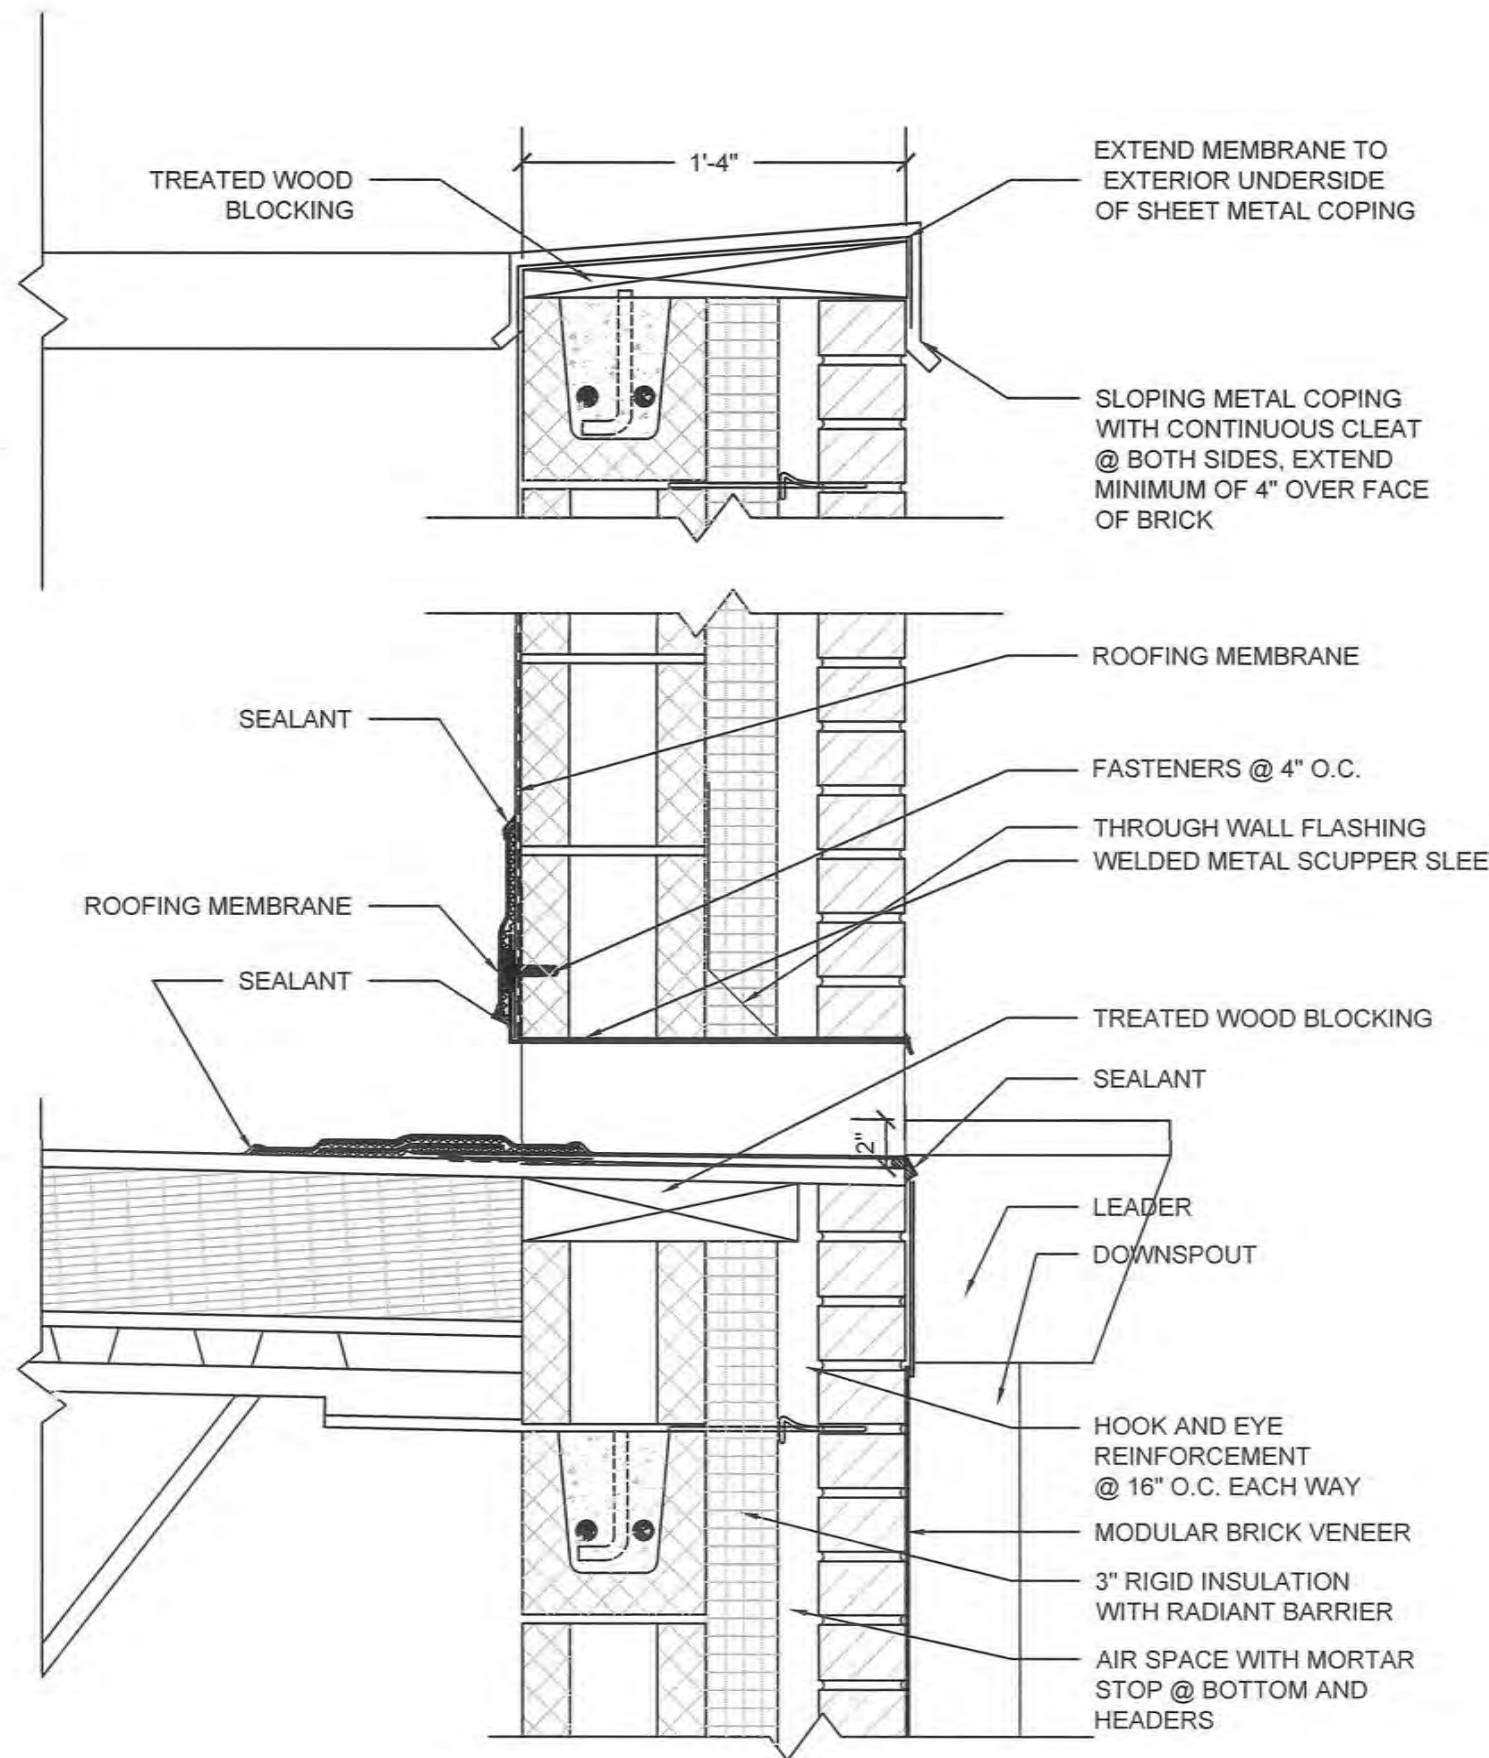 TREATED WOOD
BLOCKING
1'-4"
EXTEND MEMBRANE TO
EXTERIOR UNDERSIDE
OF SHEET METAL COPING
SLOPING METAL COPING
WITH CONTINUOUS CLEAT
@ BOTH SIDES, EXTEND
MINIMUM OF 4" OVER FACE
OF BRICK
ROOFING MEMBRANE
SEALANT
FASTENERS @ 4" O.C.
THROUGH WALL FLASHING
WELDED METAL SCUPPER SLEE
ROOFING MEMBRANE
SEALANT
TREATED WOOD BLOCKING
SEALANT
2"
LEADER
DOWNSPOUT
HOOK AND EYE
REINFORCEMENT
@ 16" O.C. EACH WAY
MODULAR BRICK VENEER
3" RIGID INSULATION
WITH RADIANT BARRIER
AIR SPACE WITH MORTAR
STOP @ BOTTOM AND
HEADERS